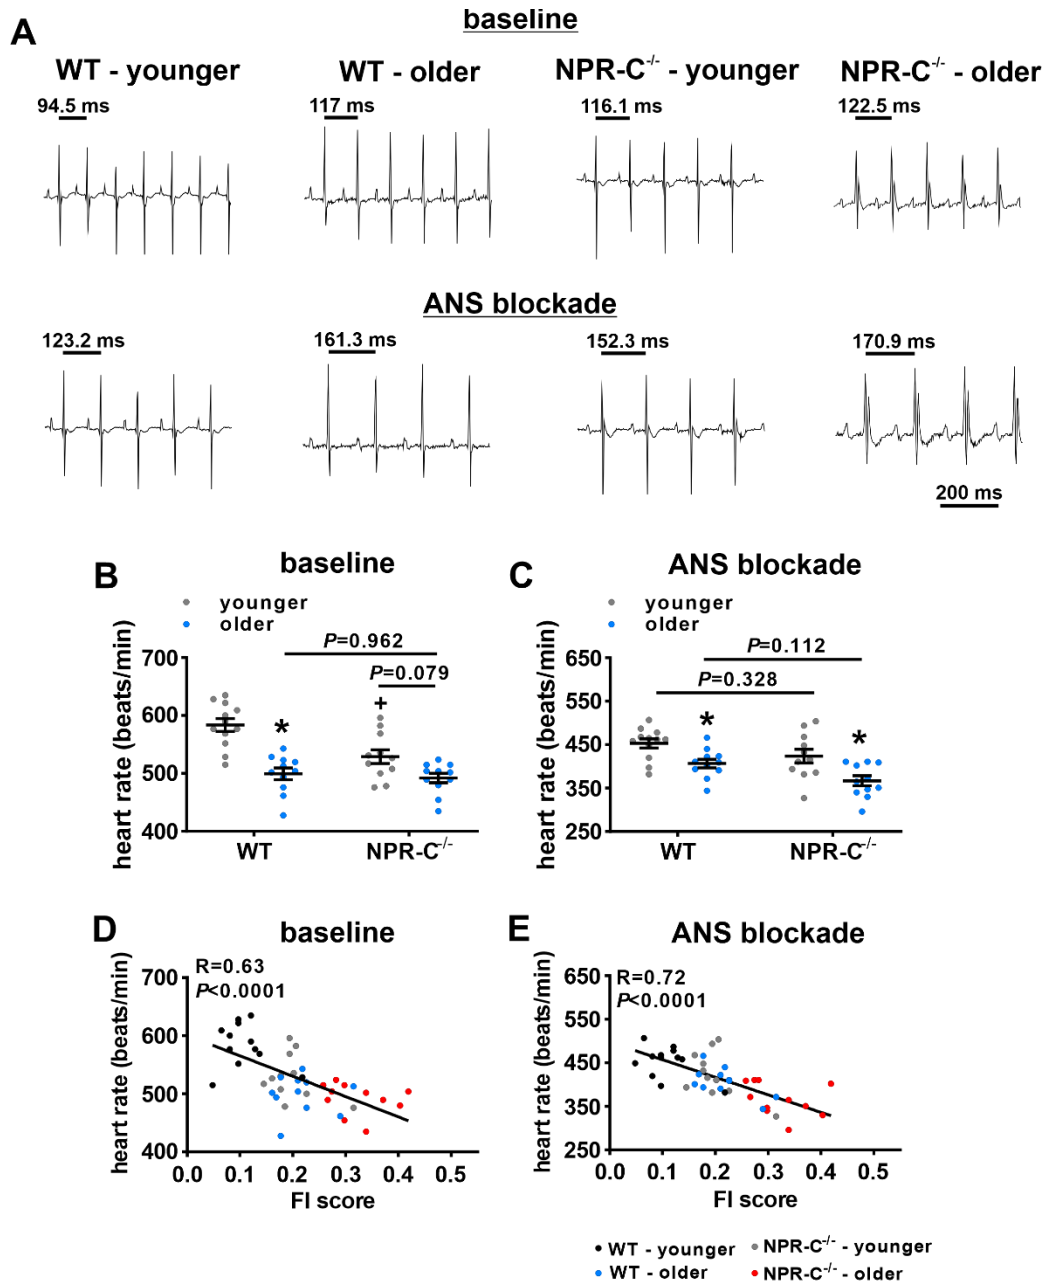 A
baseline
WT - younger WT - older NPR-C-/- - younger NPR-C-/- - older
94.5 ms 117 ms 116.1 ms 122.5 ms
ANS blockade
123.2 ms 161.3 ms 152.3 ms 170.9 ms
200 ms
B baseline
younger
older
P=0.962
P=0.079
+
*
heart rate (beats/min)
700
600
500
400
WT NPR-C-/-
C ANS blockade
younger
older
P=0.112
P=0.328
* *
heart rate (beats/min)
650
550
450
350
250
WT NPR-C-/-
D baseline
R=0.63
P<0.0001
heart rate (beats/min)
700
600
500
400
0.0 0.1 0.2 0.3 0.4 0.5
FI score
E ANS blockade
R=0.72
P<0.0001
heart rate (beats/min)
650
550
450
350
250
0.0 0.1 0.2 0.3 0.4 0.5
FI score
WT - younger NPR-C-/- - younger
WT - older NPR-C-/- - older